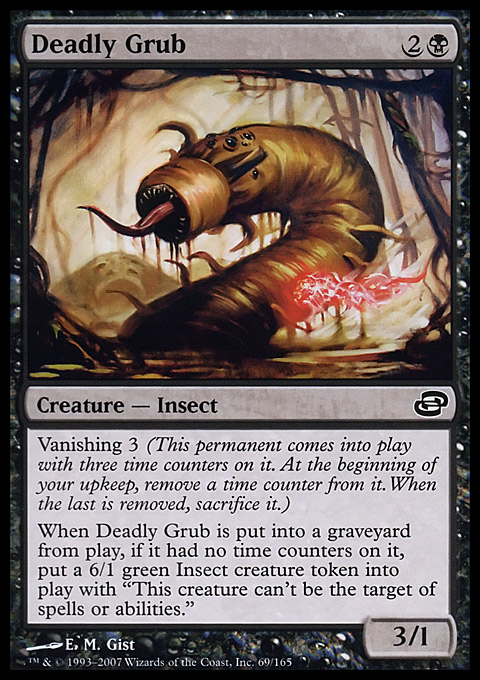 Deadly Grub 2
Creature — Insect
Vanishing 3 (This permanent comes into play
with three time counters on it. At the beginning of
your upkeep, remove a time counter from it. When
the last is removed, sacrifice it.)
When Deadly Grub is put into a graveyard
from play, if it had no time counters on it,
put a 6/1 green Insect creature token into
play with “This creature can't be the target of
spells or abilities.”
E. M. Gist
3/1
™ & © 1993–2007 Wizards of the Coast, Inc. 69/165